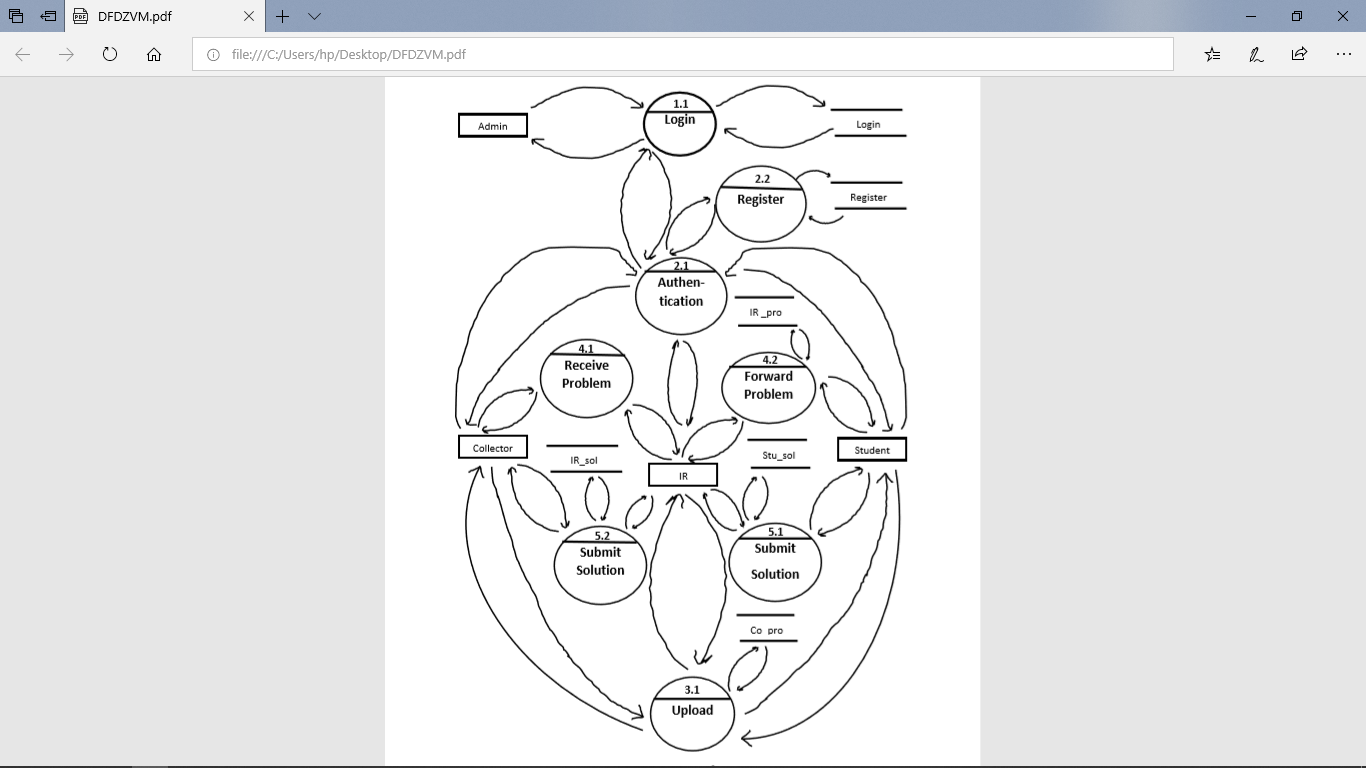 DFDZVM.pdf
file:///C:/Users/hp/Desktop/DFDZVM.pdf
Admin
1.1
Login
Login
2.2
Register
Register
2.1
Authen-
tication
IR _pro
4.1
Receive
Problem
4.2
Forward
Problem
Collector
IR_sol
IR
Stu_sol
Student
5.2
Submit
Solution
5.1
Submit
Solution
Co pro
3.1
Upload